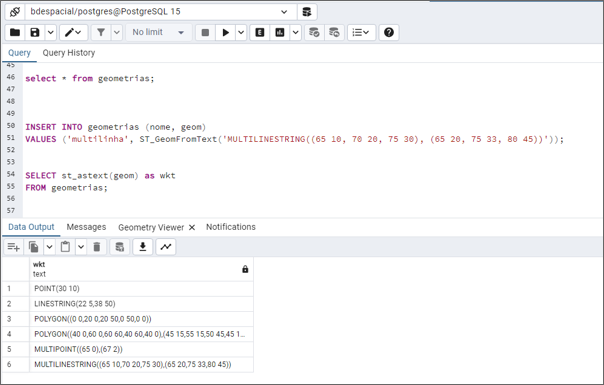 bdespacial/postgres@PostgreSQL 15
No limit
Query
Query History
45
46 select * from geometrias;
47
48
49
50 INSERT INTO geometrias (nome, geom)
51 VALUES ('multilinha', ST_GeomFromText('MULTILINESTRING((65 10, 70 20, 75 30), (65 20, 75 33, 80 45))'));
52
53
54 SELECT st_astext(geom) as wkt
55 FROM geometrias;
56
57
Data Output
Messages
Geometry Viewer
Notifications
wkt
text
1 POINT(30 10)
2 LINESTRING(22 5,38 50)
3 POLYGON((0 0,20 0,20 50,0 50,0 0))
4 POLYGON((40 0,60 0,60 60,40 60,40 0),(45 15,55 15,50 45,45 1...
5 MULTIPOINT((65 0),(67 2))
6 MULTILINESTRING((65 10,70 20,75 30),(65 20,75 33,80 45))